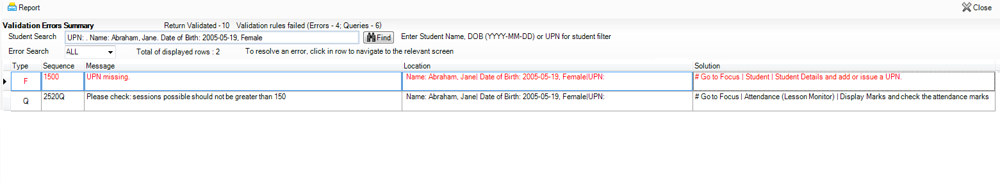 Report Close
Validation Errors Summary Return Validated - 10 Validation rules failed (Errors - 4; Queries - 6)
Student Search UPN: . Name: Abraham, Jane. Date of Birth: 2005-05-19, Female Find Enter Student Name, DOB (YYYY-MM-DD) or UPN for student filter
Error Search ALL Total of displayed rows : 2 To resolve an error, click in row to navigate to the relevant screen
Type Sequence Message Location Solution
F 1500 UPN missing. Name: Abraham, Jane| Date of Birth: 2005-05-19, Female|UPN: # Go to Focus | Student | Student Details and add or issue a UPN.
Q 2520Q Please check: sessions possible should not be greater than 150 Name: Abraham, Jane| Date of Birth: 2005-05-19, Female|UPN: # Go to Focus | Attendance (Lesson Monitor) | Display Marks and check the attendance marks